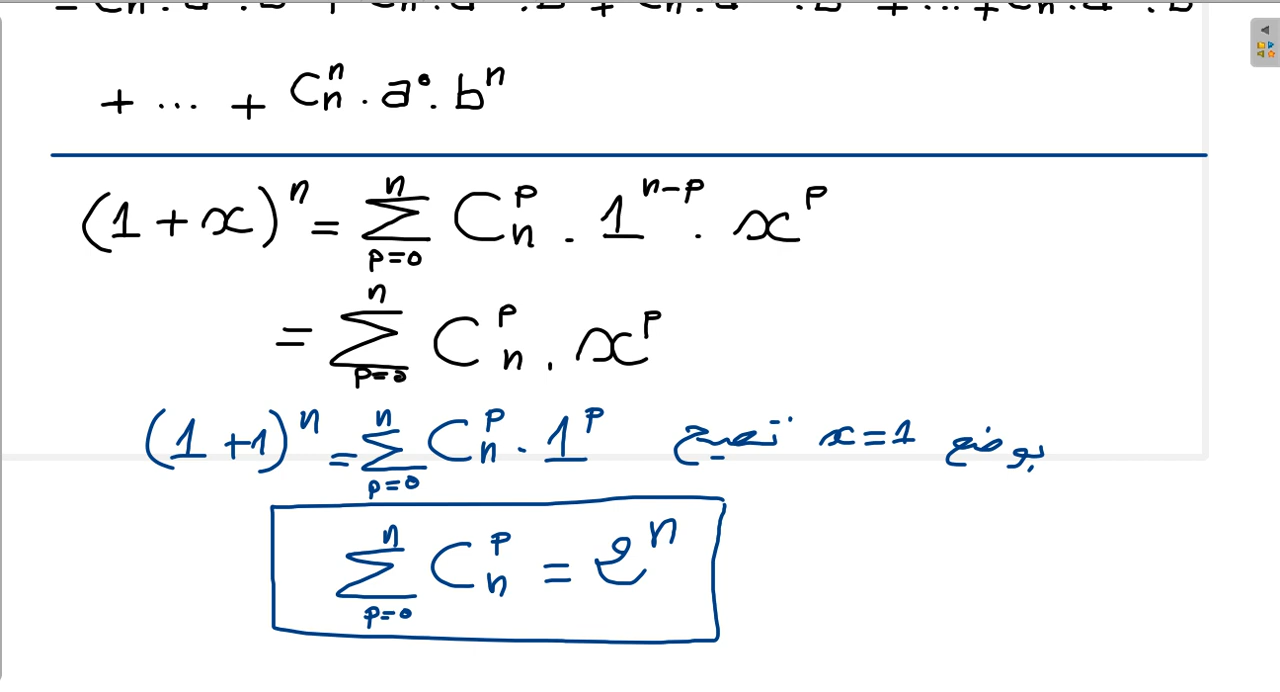 + ... + Cₙⁿ . a⁰ . bⁿ
(1 + x)ⁿ = Σₚ₌₀ⁿ Cₙᵖ . 1ⁿ⁻ᵖ . xᵖ
= Σₚ₌₀ⁿ Cₙᵖ . xᵖ
بوضع x = 1 تصبح (1 + 1)ⁿ = Σₚ₌₀ⁿ Cₙᵖ . 1ᵖ
Σₚ₌₀ⁿ Cₙᵖ = 2ⁿ